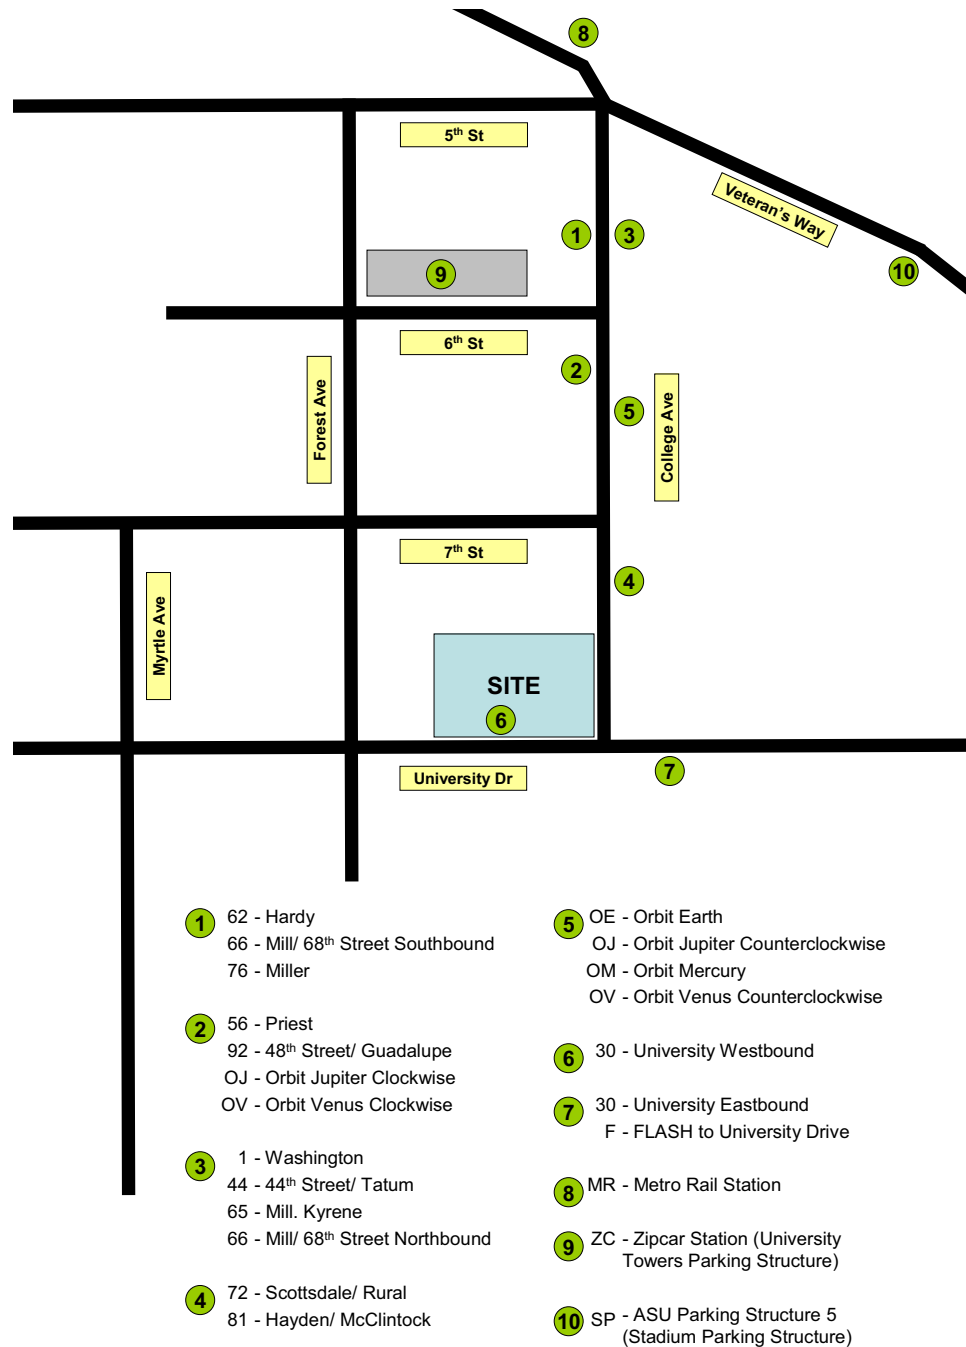 8
5th St
Veteran's Way
1
3
9
10
6th St
2
Forest Ave
5
College Ave
7th St
4
Myrtle Ave
SITE
6
University Dr
7
1
62 - Hardy
66 - Mill/ 68th Street Southbound
76 - Miller
2
56 - Priest
92 - 48th Street/ Guadalupe
OJ - Orbit Jupiter Clockwise
OV - Orbit Venus Clockwise
3
1 - Washington
44 - 44th Street/ Tatum
65 - Mill. Kyrene
66 - Mill/ 68th Street Northbound
4
72 - Scottsdale/ Rural
81 - Hayden/ McClintock
5
OE - Orbit Earth
OJ - Orbit Jupiter Counterclockwise
OM - Orbit Mercury
OV - Orbit Venus Counterclockwise
6
30 - University Westbound
7
30 - University Eastbound
F - FLASH to University Drive
8
MR - Metro Rail Station
9
ZC - Zipcar Station (University
Towers Parking Structure)
10
SP - ASU Parking Structure 5
(Stadium Parking Structure)